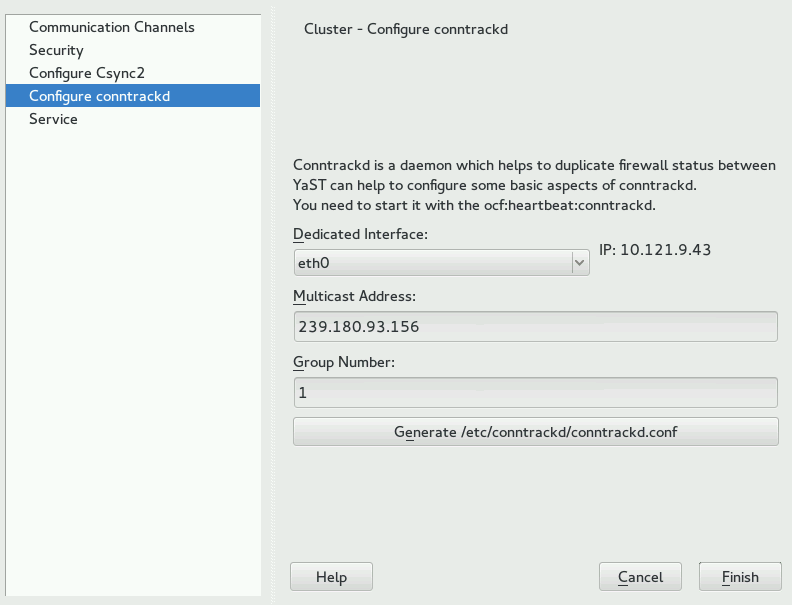 Communication Channels
Security
Configure Csync2
Configure conntrackd
Service
Cluster - Configure conntrackd
Conntrackd is a daemon which helps to duplicate firewall status between
YaST can help to configure some basic aspects of conntrackd.
You need to start it with the ocf:heartbeat:conntrackd.
Dedicated Interface:
eth0
IP: 10.121.9.43
Multicast Address:
239.180.93.156
Group Number:
1
Generate /etc/conntrackd/conntrackd.conf
Help
Cancel
Finish